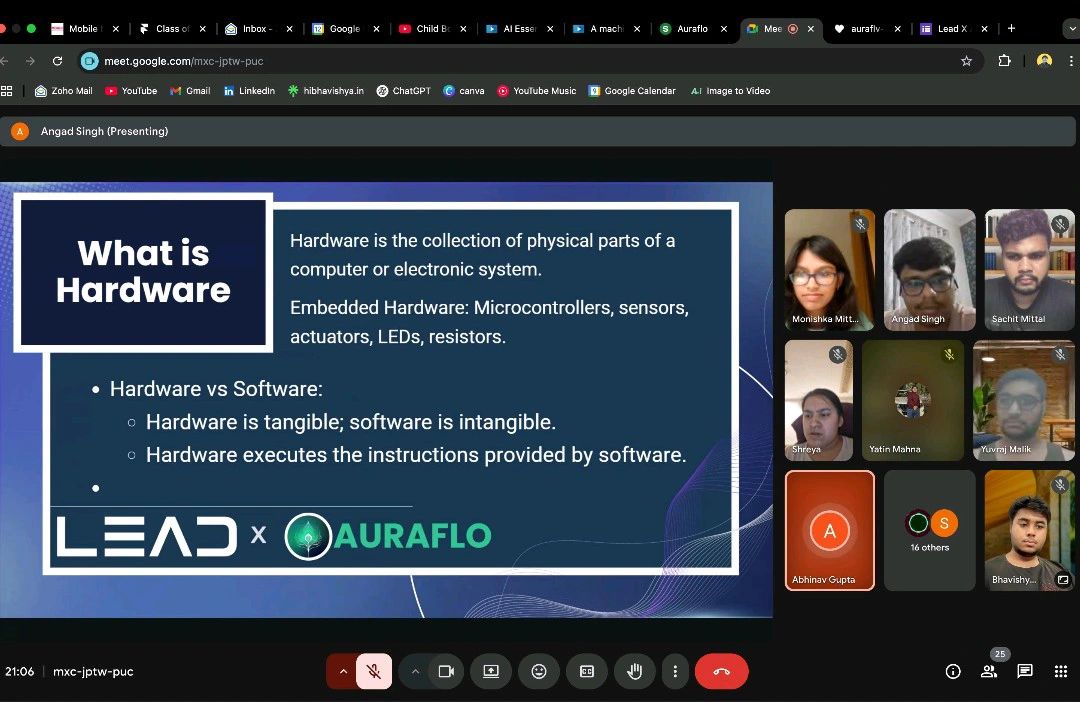 Mobile
Class of
Inbox -
Google
Child Be
AI Esser
A machi
Auraflo
Mee
auraflv-
Lead X
meet.google.com/mxc-jptw-puc
Zoho Mail
YouTube
Gmail
LinkedIn
hibhavishya.in
ChatGPT
canva
YouTube Music
Google Calendar
Image to Video
A
Angad Singh (Presenting)
What is
Hardware
Hardware is the collection of physical parts of a
computer or electronic system.
Embedded Hardware: Microcontrollers, sensors,
actuators, LEDs, resistors.
• Hardware vs Software:
○ Hardware is tangible; software is intangible.
○ Hardware executes the instructions provided by software.
•
LEAD X AURAFLO
Monishka Mitt...
Angad Singh
Sachit Mittal
Shreya
Yatin Mahna
Yuvraj Malik
A
Abhinav Gupta
S
16 others
Bhavishy...
21:06 | mxc-jptw-puc
25